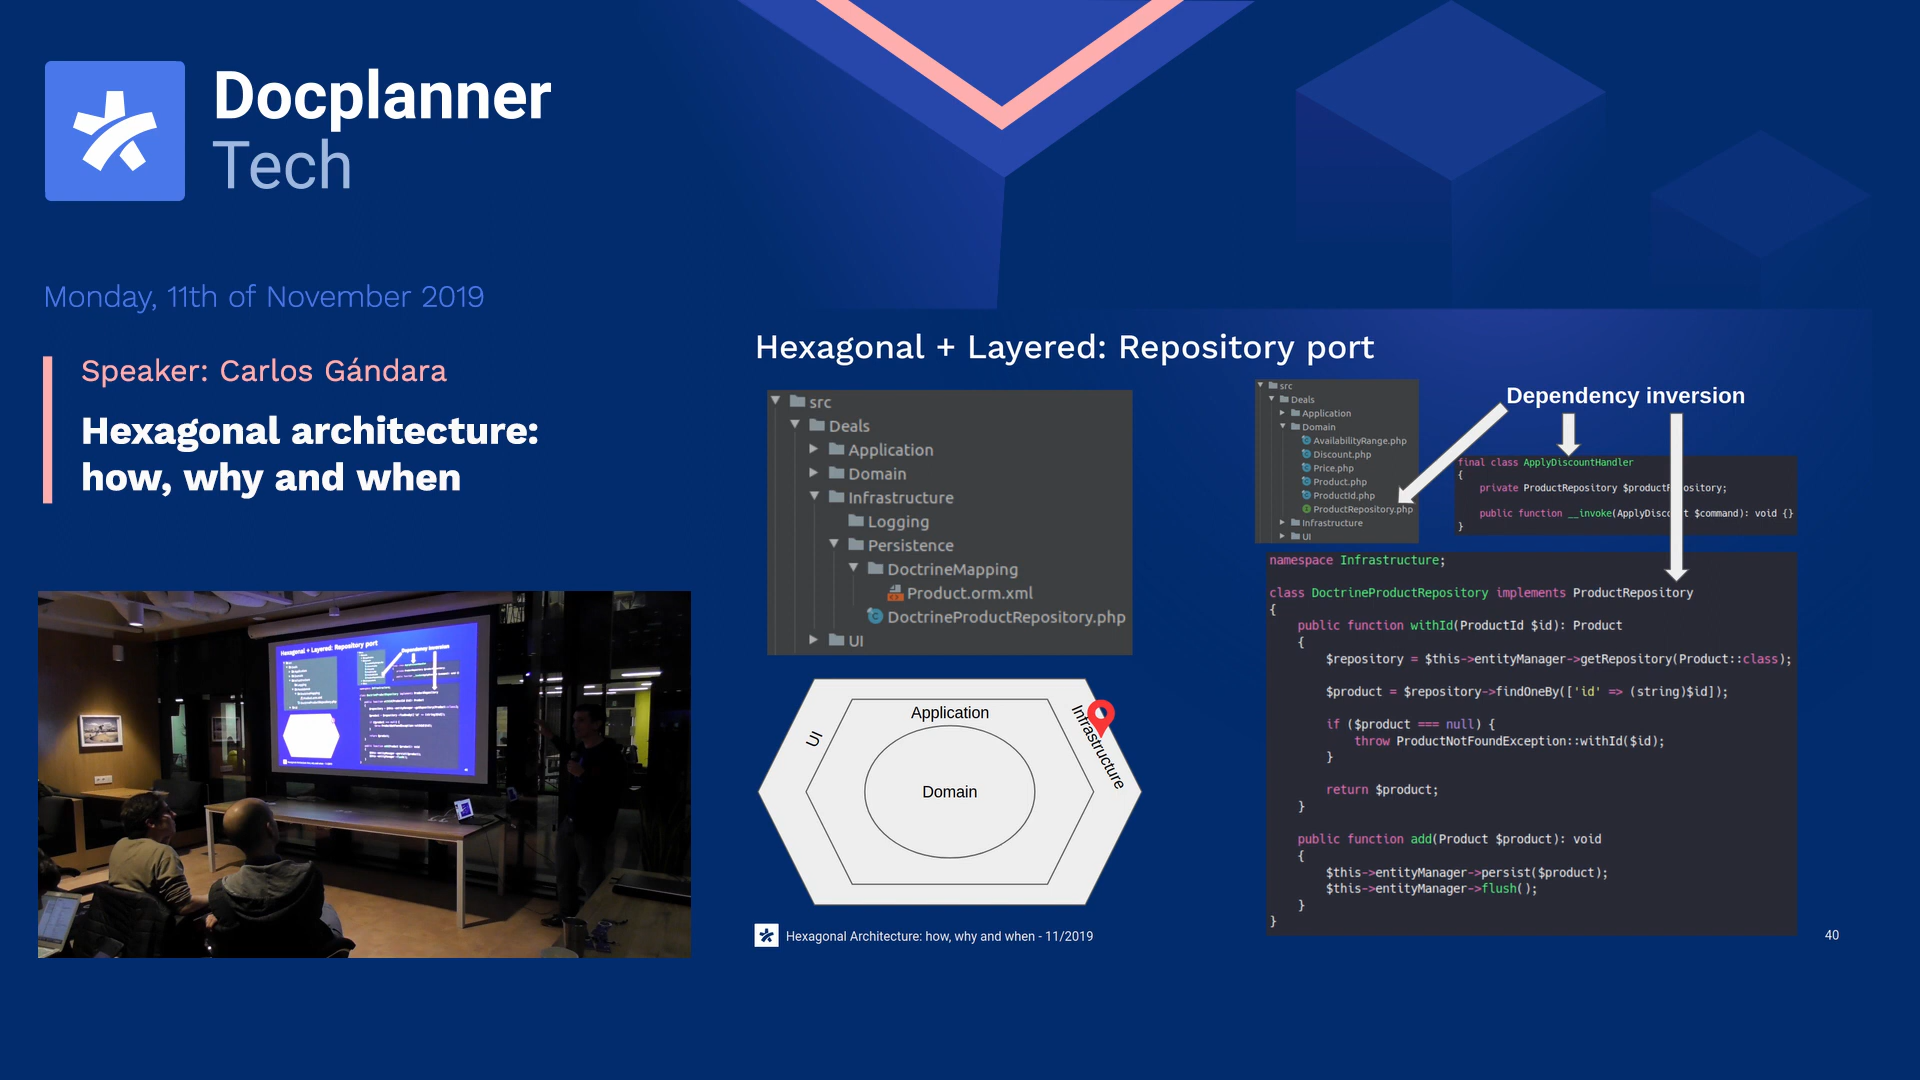 Docplanner
Tech
Monday, 11th of November 2019
Speaker: Carlos Gándara
Hexagonal architecture:
how, why and when
Hexagonal + Layered: Repository port
src
Deals
Application
Domain
Infrastructure
Logging
Persistence
DoctrineMapping
Product.orm.xml
DoctrineProductRepository.php
UI
Application
UI
Infrastructure
Domain
src
Deals
Application
Domain
AvailabilityRange.php
Discount.php
Price.php
Product.php
ProductId.php
ProductRepository.php
Infrastructure
UI
Dependency inversion
final class ApplyDiscountHandler
{
private ProductRepository
public function __invoke( $command): void {}
}
namespace Infrastructure;
class DoctrineProductRepository implements ProductRepository
{
public function withId(ProductId $id): Product
{
$repository = $this->entityManager->getRepository(Product::class);
$product = $repository->findOneBy(['id' => (string)$id]);
if ($product === null) {
throw ProductNotFoundException::withId($id);
}
return $product;
}
public function add(Product $product): void
{
$this->entityManager->persist($product);
$this->entityManager->flush();
}
}
Hexagonal Architecture: how, why and when - 11/2019
40
Hexagonal + Layered: Repository port
Dependency inversion